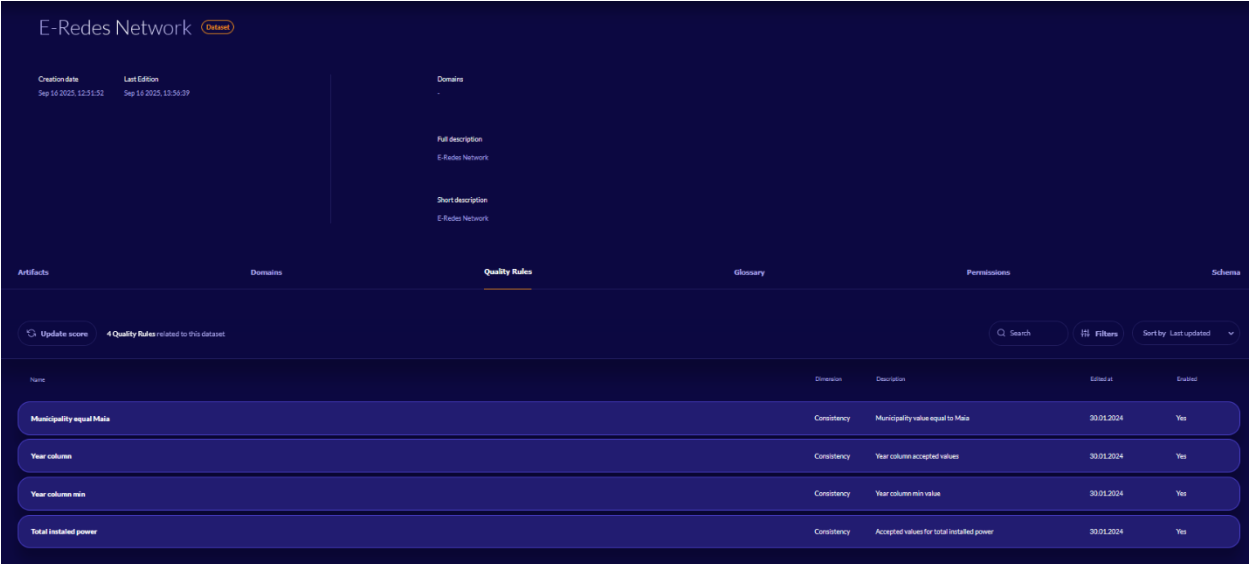 E-Redes Network Dataset
Creation date Last Edition Domains
Sep 16 2025, 12:51:52 Sep 16 2025, 13:56:39 -
Full description
E-Redes Network
Short description
E-Redes Network
Artifacts Domains Quality Rules Glossary Permissions Schema
Update score 4 Quality Rules related to this dataset Search Filters Sort by Last updated
Name Dimension Description Edited at Enabled
Municipality equal Maia Consistency Municipality value equal to Maia 30.01.2024 Yes
Year column Consistency Year column accepted values 30.01.2024 Yes
Year column min Consistency Year column min value 30.01.2024 Yes
Total instaled power Consistency Accepted values for total installed power 30.01.2024 Yes